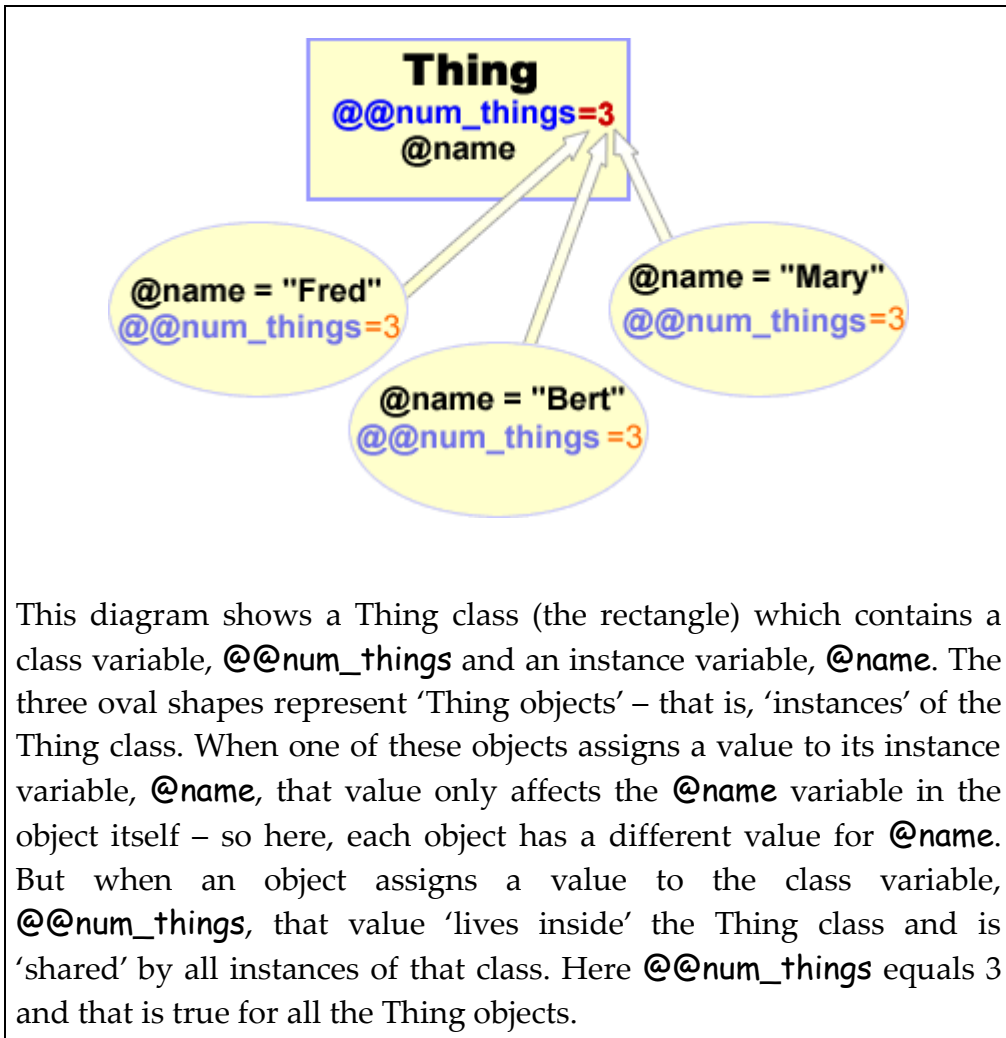 Thing
@@num_things=3
@name
@name = "Fred"
@@num_things=3
@name = "Mary"
@@num_things=3
@name = "Bert"
@@num_things =3
This diagram shows a Thing class (the rectangle) which contains a
class variable, @@num_things and an instance variable, @name. The
three oval shapes represent ‘Thing objects’ – that is, ‘instances’ of the
Thing class. When one of these objects assigns a value to its instance
variable, @name, that value only affects the @name variable in the
object itself – so here, each object has a different value for @name.
But when an object assigns a value to the class variable,
@@num_things, that value ‘lives inside’ the Thing class and is
‘shared’ by all instances of that class. Here @@num_things equals 3
and that is true for all the Thing objects.